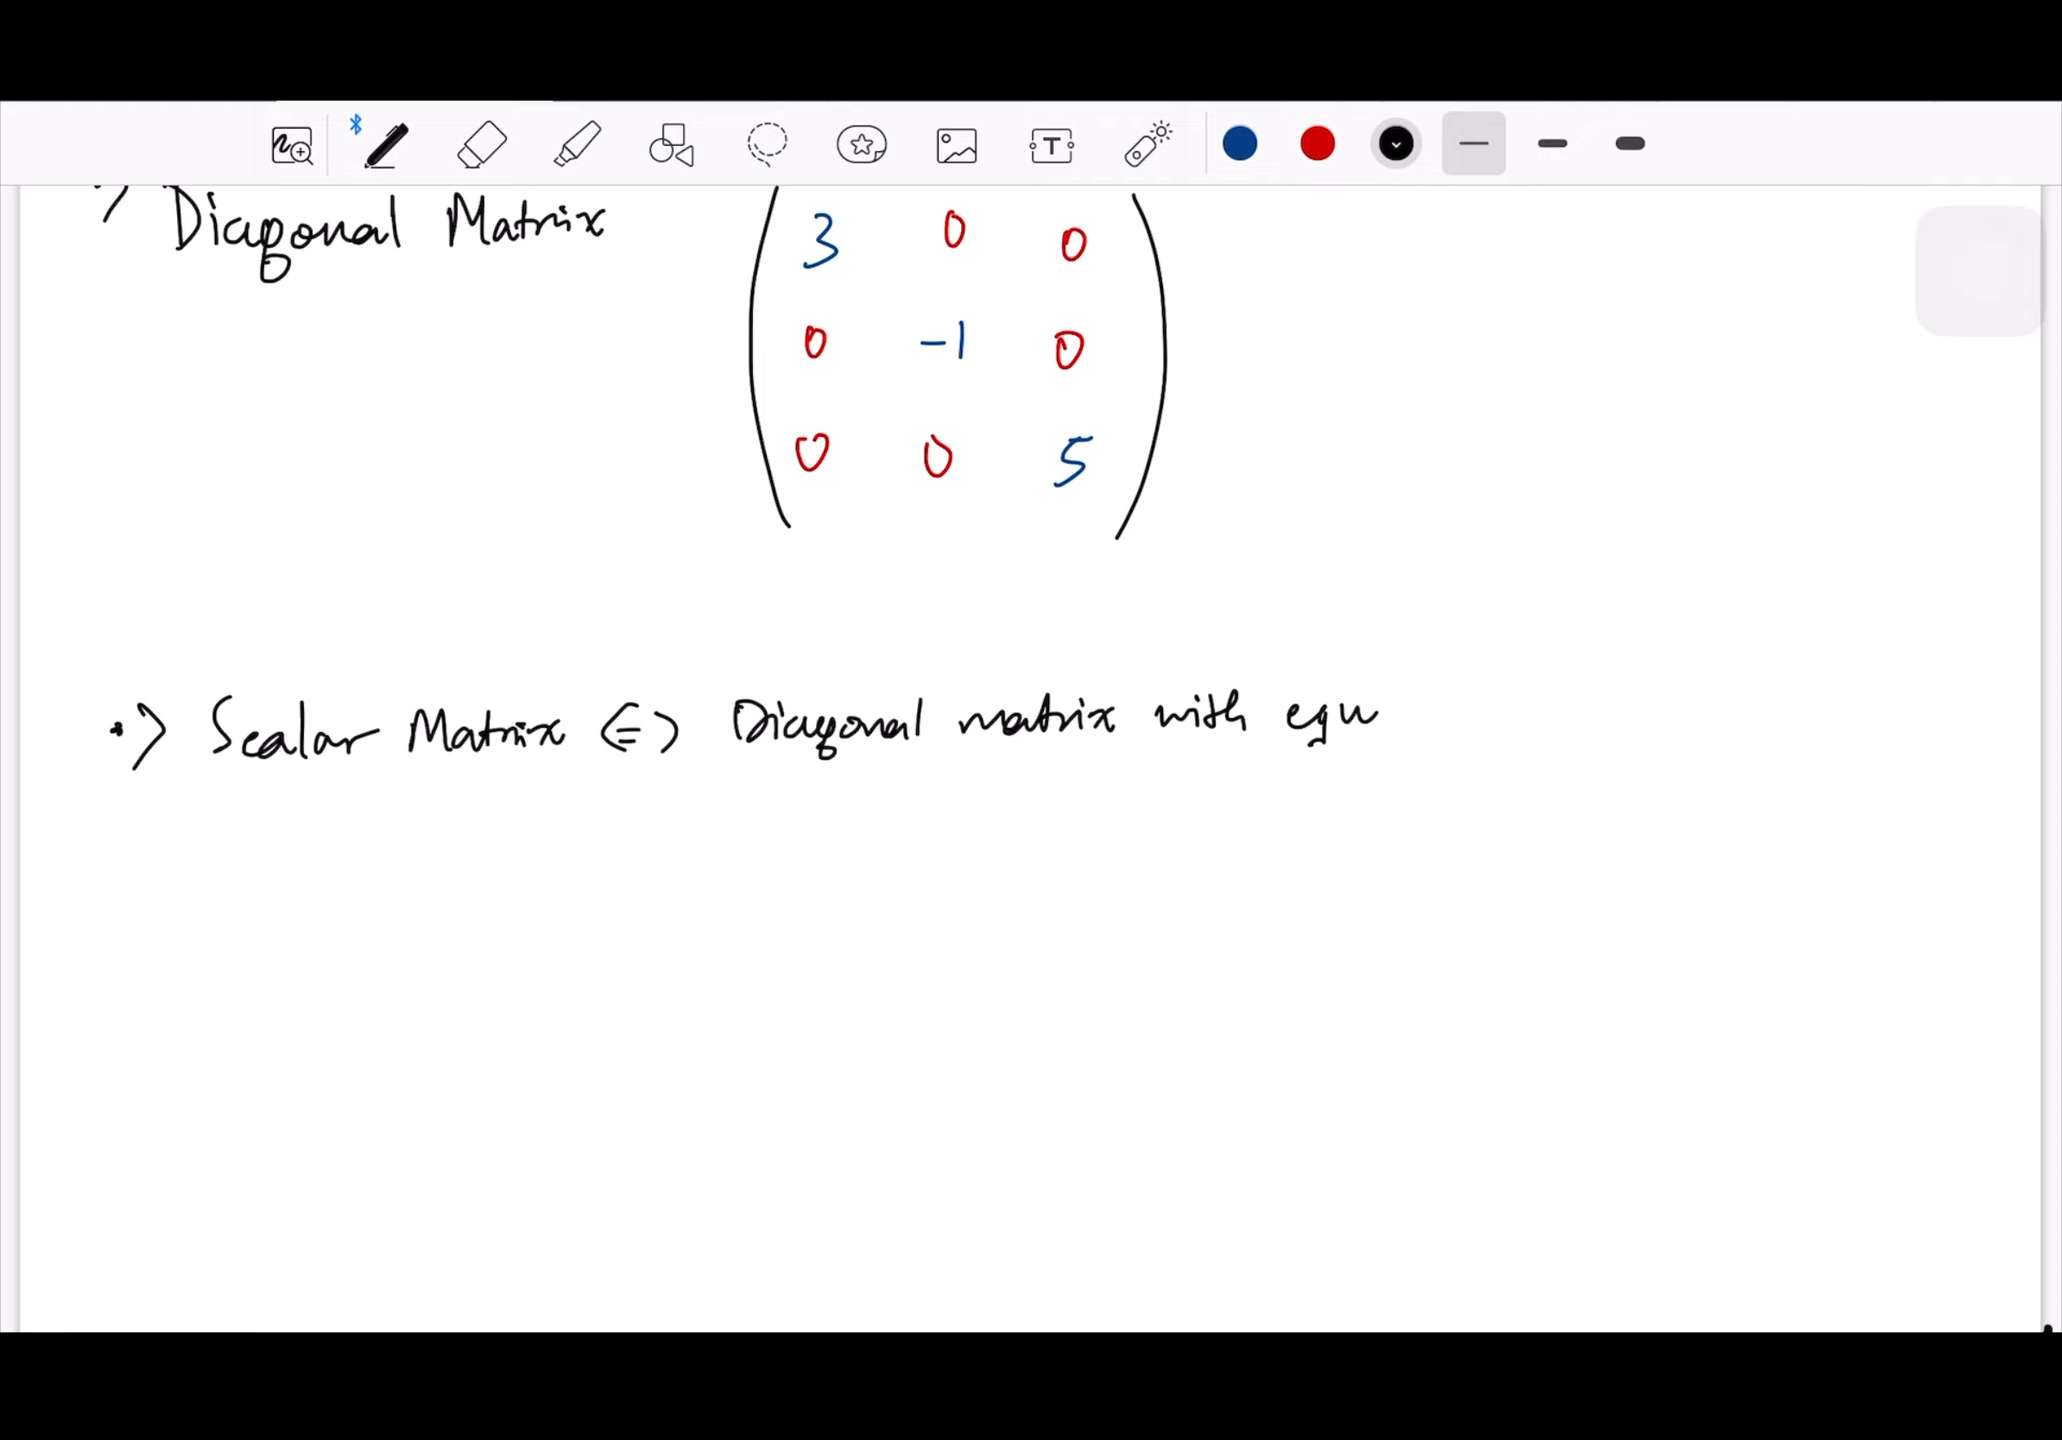 Diagonal Matrix
3 0 0
0 -1 0
0 0 5
•) Scalar Matrix <=> Diagonal matrix with equ